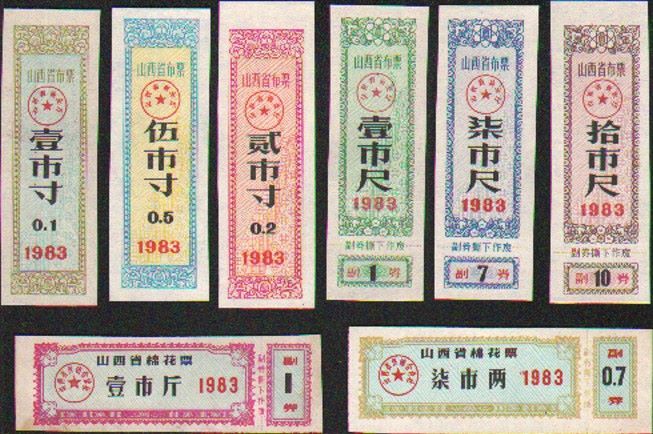 山西省布票
壹市寸
0.1
1983
山西省布票
伍市寸
0.5
1983
山西省布票
贰市寸
0.2
1983
山西省布票
壹市尺
1983
副券撕下作废
副 1 券
山西省布票
柒市尺
1983
副券撕下作废
副 7 券
山西省布票
拾市尺
1983
副券撕下作废
副 10 券
山西省棉花票
壹市斤 1983
副券撕下作废
副
1
券
山西省棉花票
柒市两 1983
副券撕下作废
副
0.7
券